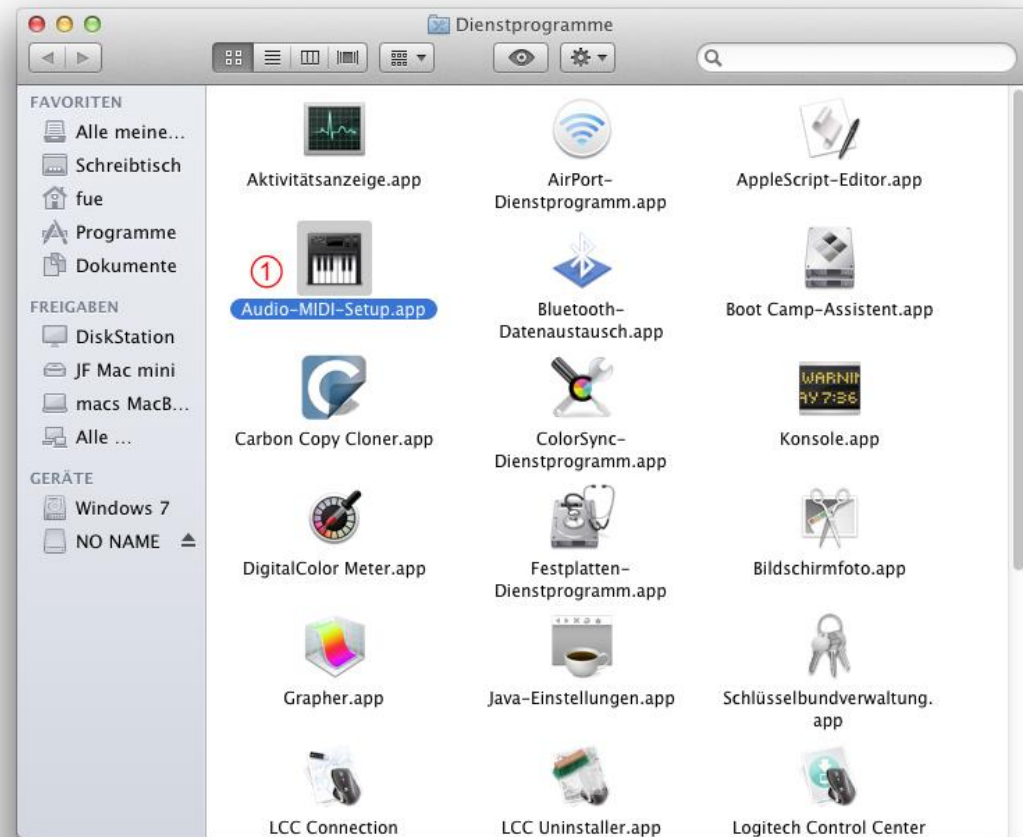 Dienstprogramme
FAVORITEN
Alle meine...
Schreibtisch
fue
Programme
Dokumente
FREIGABEN
DiskStation
JF Mac mini
macs MacB...
Alle ...
GERÄTE
Windows 7
NO NAME
Aktivitätsanzeige.app
AirPort-
Dienstprogramm.app
AppleScript-Editor.app
1
Audio-MIDI-Setup.app
Bluetooth-
Datenaustausch.app
Boot Camp-Assistent.app
Carbon Copy Cloner.app
ColorSync-
Dienstprogramm.app
WARNIN
AY 7:36
Konsole.app
DigitalColor Meter.app
Festplatten-
Dienstprogramm.app
Bildschirmfoto.app
Grapher.app
Java-Einstellungen.app
Schlüsselbundverwaltung.
app
LCC Connection
LCC Uninstaller.app
Logitech Control Center